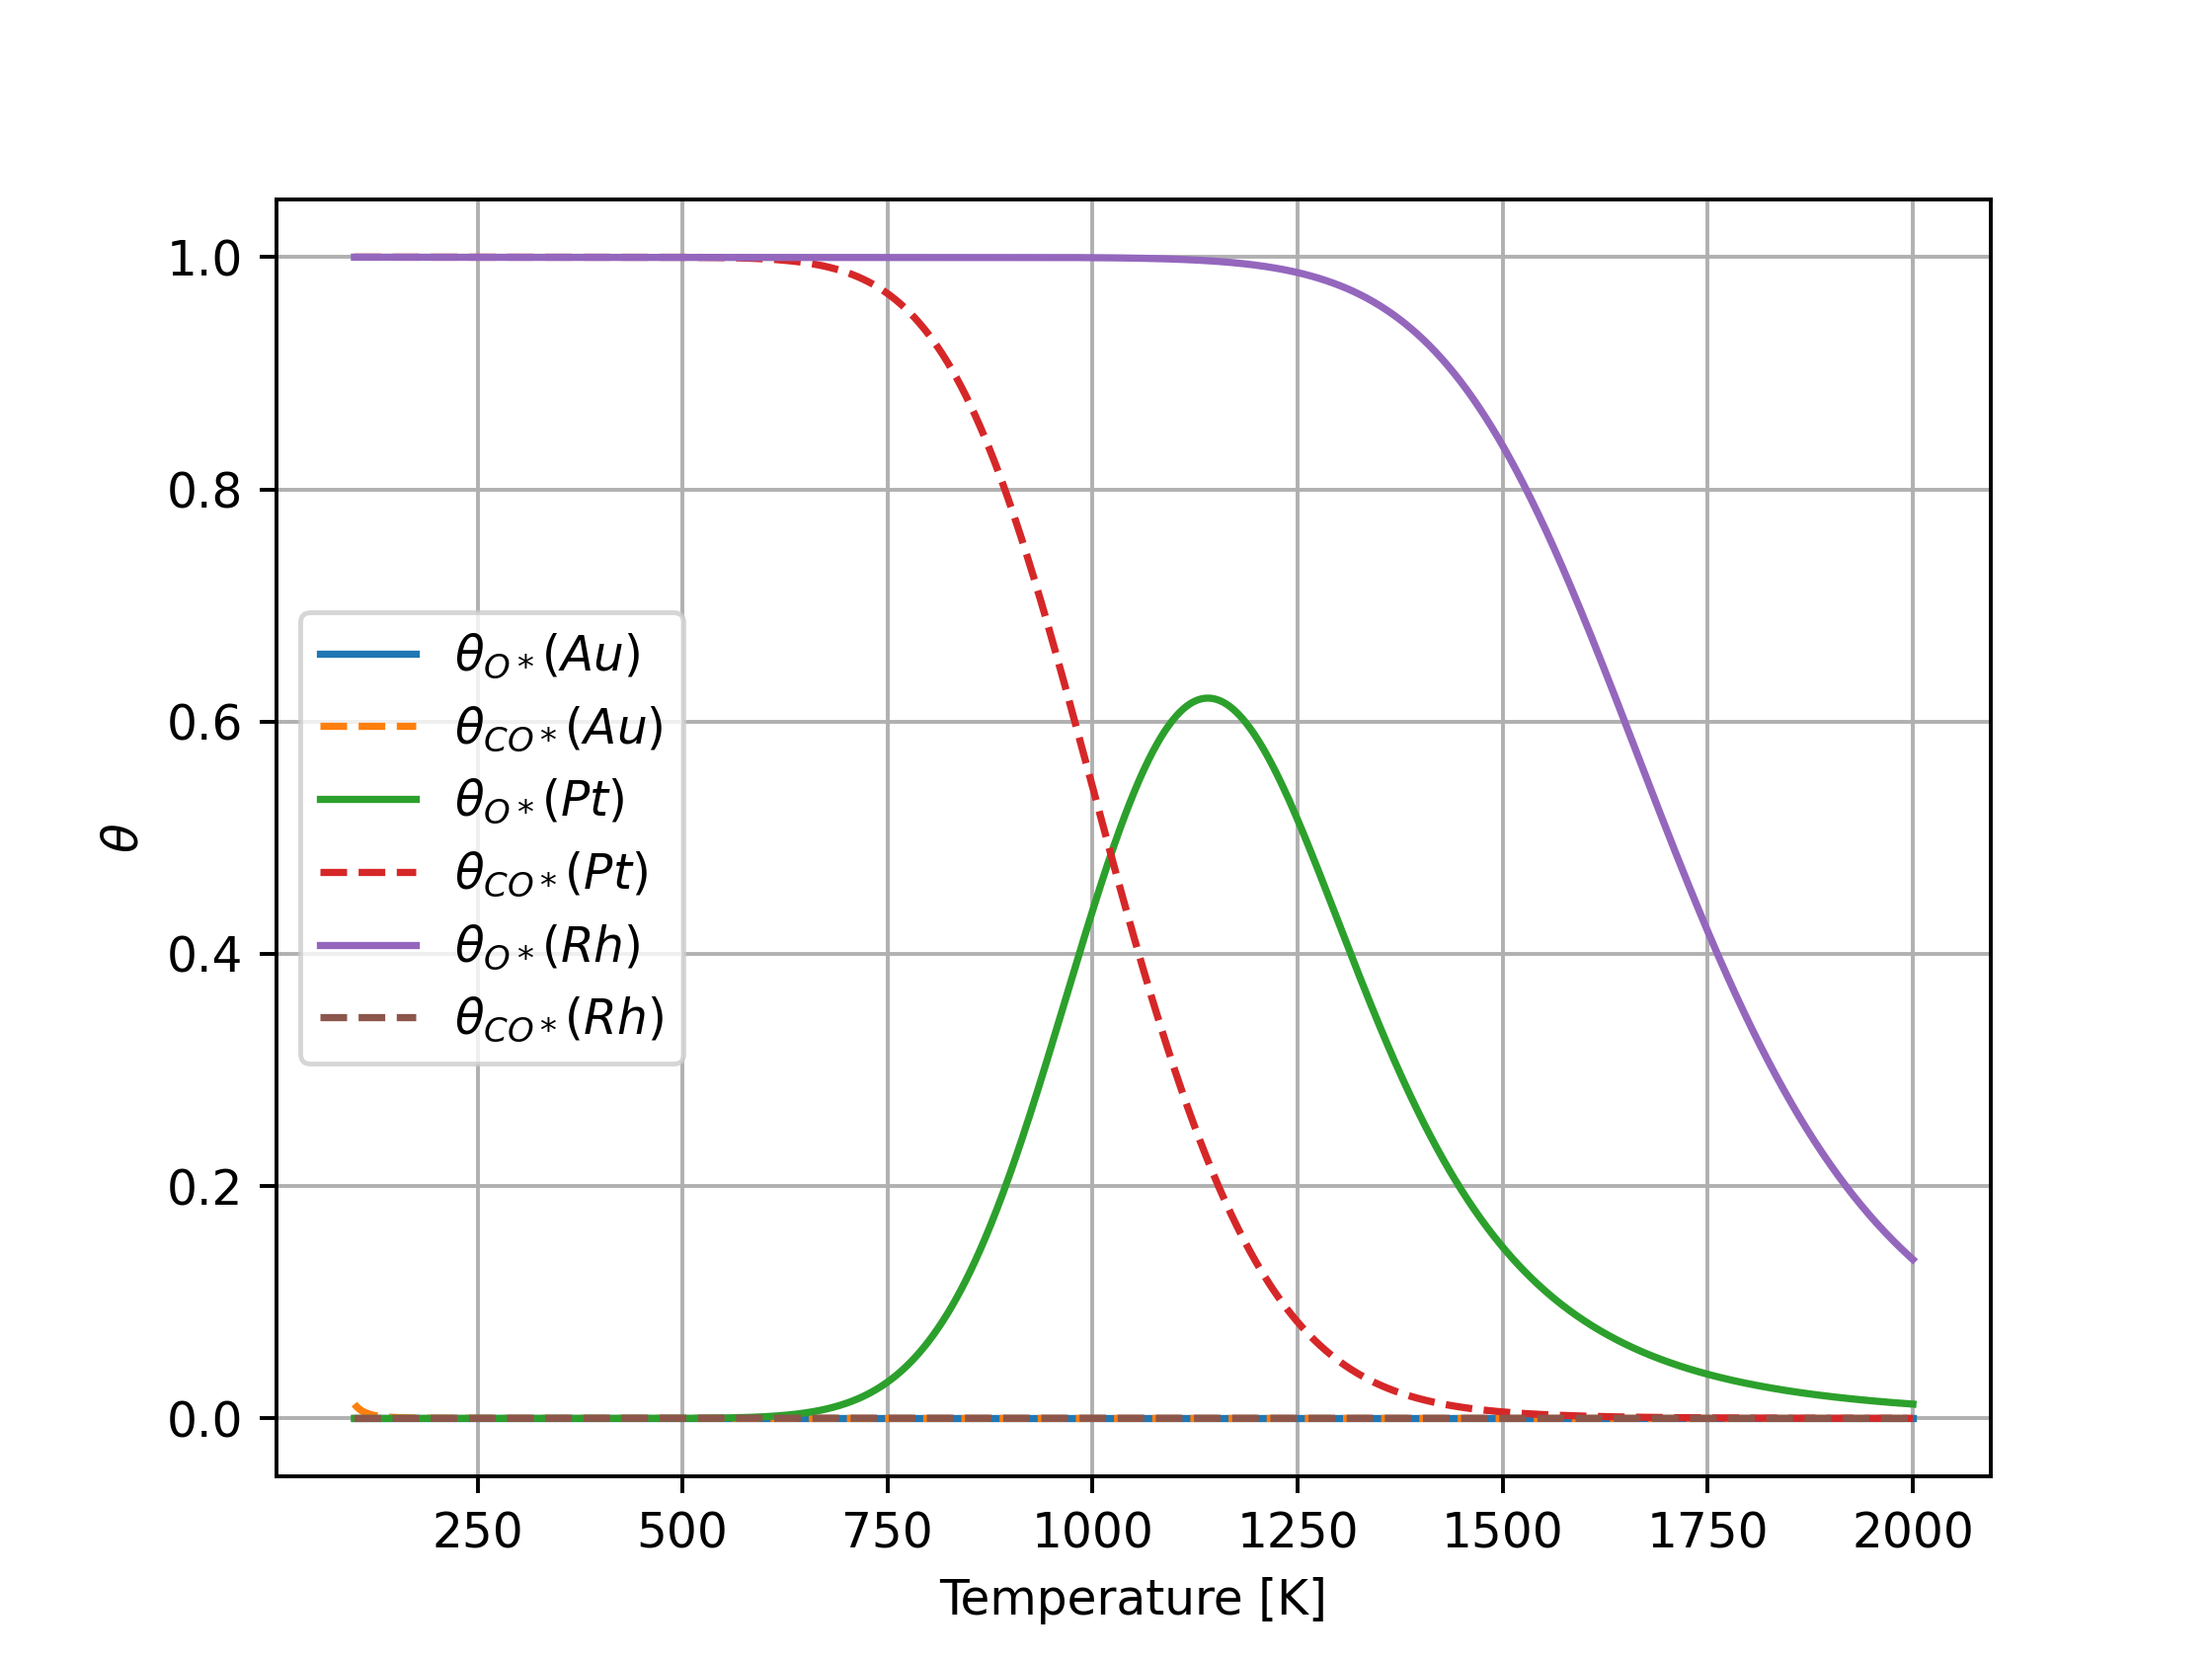 1.0
0.8
0.6
0.4
0.2
0.0
θ
θO*(Au)
θCO*(Au)
θO*(Pt)
θCO*(Pt)
θO*(Rh)
θCO*(Rh)
250 500 750 1000 1250 1500 1750 2000
Temperature [K]